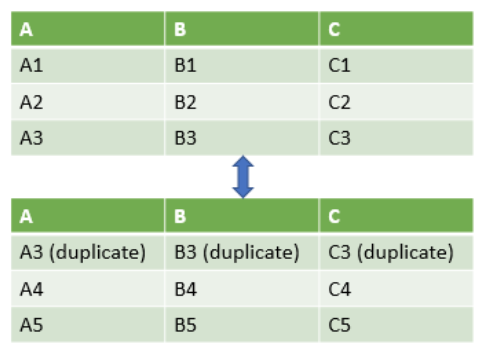 A B C
A1 B1 C1
A2 B2 C2
A3 B3 C3
A B C
A3 (duplicate) B3 (duplicate) C3 (duplicate)
A4 B4 C4
A5 B5 C5